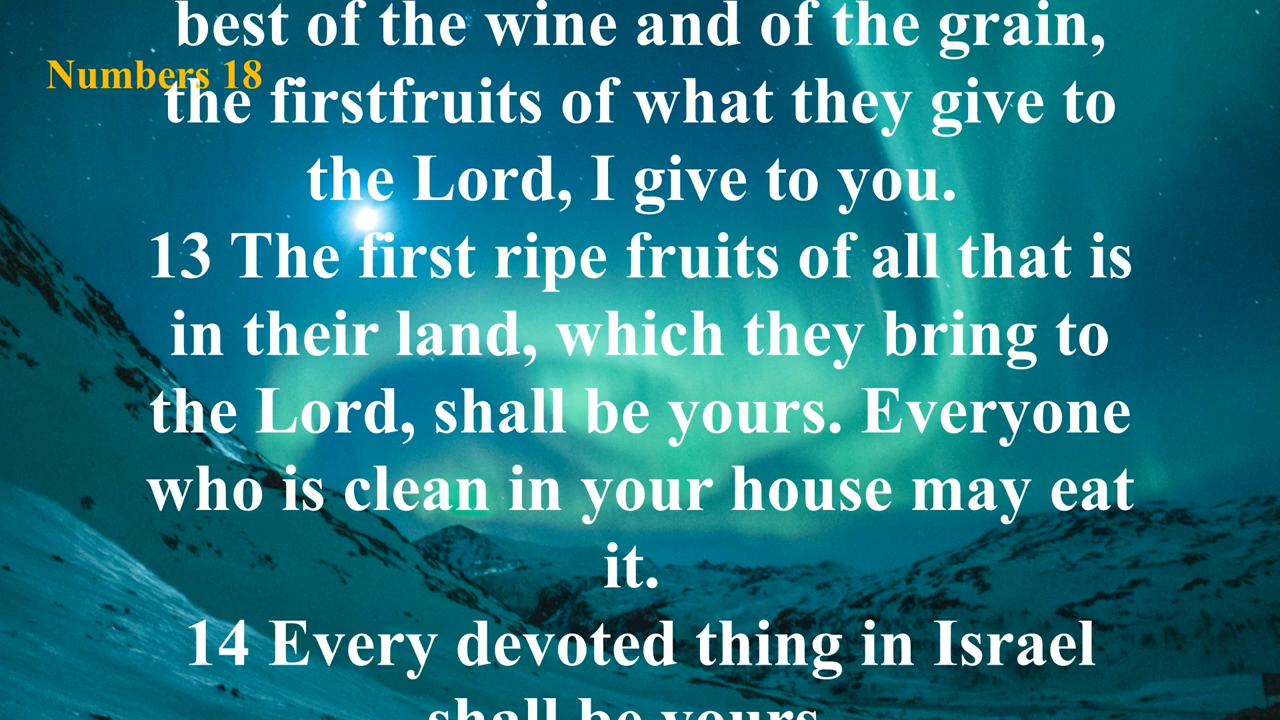 best of the wine and of the grain,
Numbers 18
the firstfruits of what they give to
the Lord, I give to you.
13 The first ripe fruits of all that is
in their land, which they bring to
the Lord, shall be yours. Everyone
who is clean in your house may eat
it.
14 Every devoted thing in Israel
shall be yours.